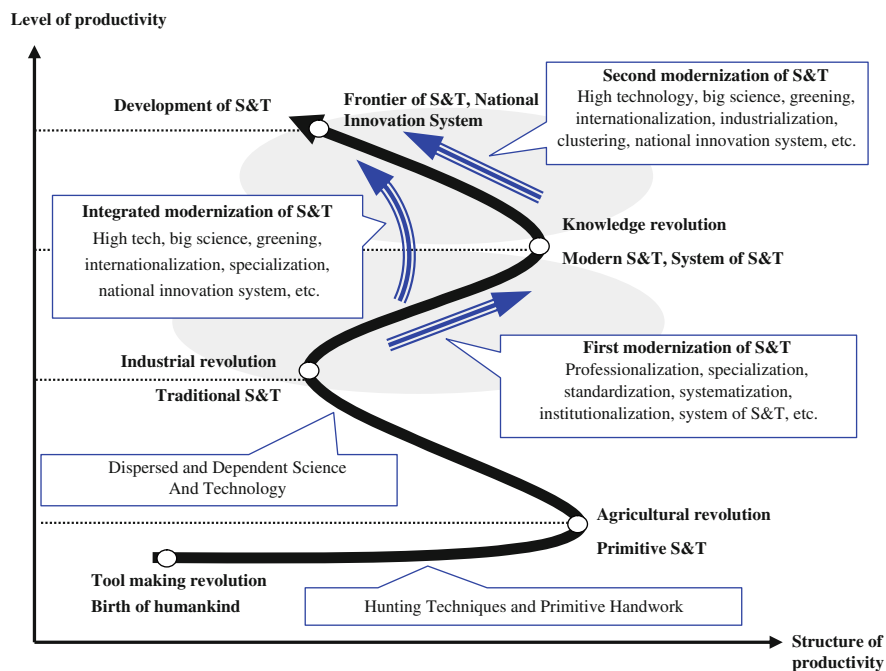 Level of productivity
Second modernization of S&T
High technology, big science, greening,
internationalization, industrialization,
clustering, national innovation system, etc.
Development of S&T
Frontier of S&T, National
Innovation System
Integrated modernization of S&T
High tech, big science, greening,
internationalization, specialization,
national innovation system, etc.
Knowledge revolution
Modern S&T, System of S&T
Industrial revolution
Traditional S&T
First modernization of S&T
Professionalization, specialization,
standardization, systematization,
institutionalization, system of S&T, etc.
Dispersed and Dependent Science
And Technology
Agricultural revolution
Primitive S&T
Tool making revolution
Birth of humankind
Hunting Techniques and Primitive Handwork
Structure of
productivity